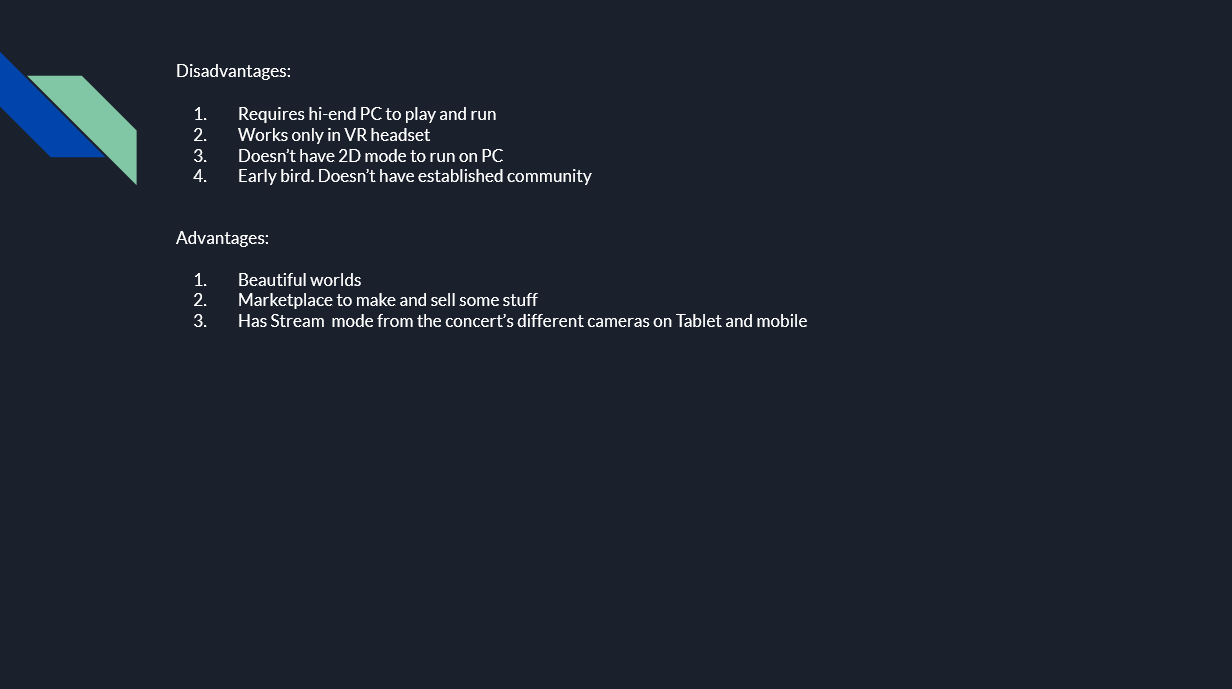 Disadvantages:
1. Requires hi-end PC to play and run
2. Works only in VR headset
3. Doesn’t have 2D mode to run on PC
4. Early bird. Doesn’t have established community
Advantages:
1. Beautiful worlds
2. Marketplace to make and sell some stuff
3. Has Stream  mode from the concert’s different cameras on Tablet and mobile